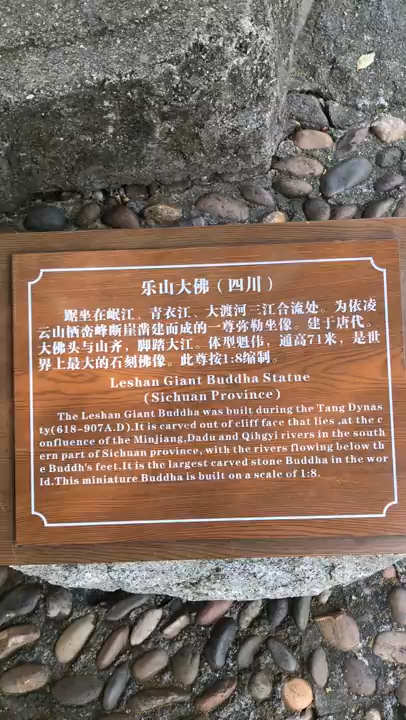 乐山大佛（四川）
踞坐在岷江、青衣江、大渡河三江合流处。为依凌
云山栖峦峰断崖凿建而成的一尊弥勒坐像。建于唐代。
大佛头与山齐，脚踏大江。体型魁伟，通高71米，是世
界上最大的石刻佛像。此尊按1:8缩制。
Leshan Giant Buddha Statue
(Sichuan Province)
The Leshan Giant Buddha was built during the Tang Dynas
ty(618-907A.D).It is carved out of cliff face that lies ,at the c
onfluence of the Minjiang,Dadu and Qihgyi rivers in the south
ern part of Sichuan province, with the rivers flowing below th
e Buddh's feet.It is the largest carved stone Buddha in the wor
ld.This miniature Buddha is built on a scale of 1:8.